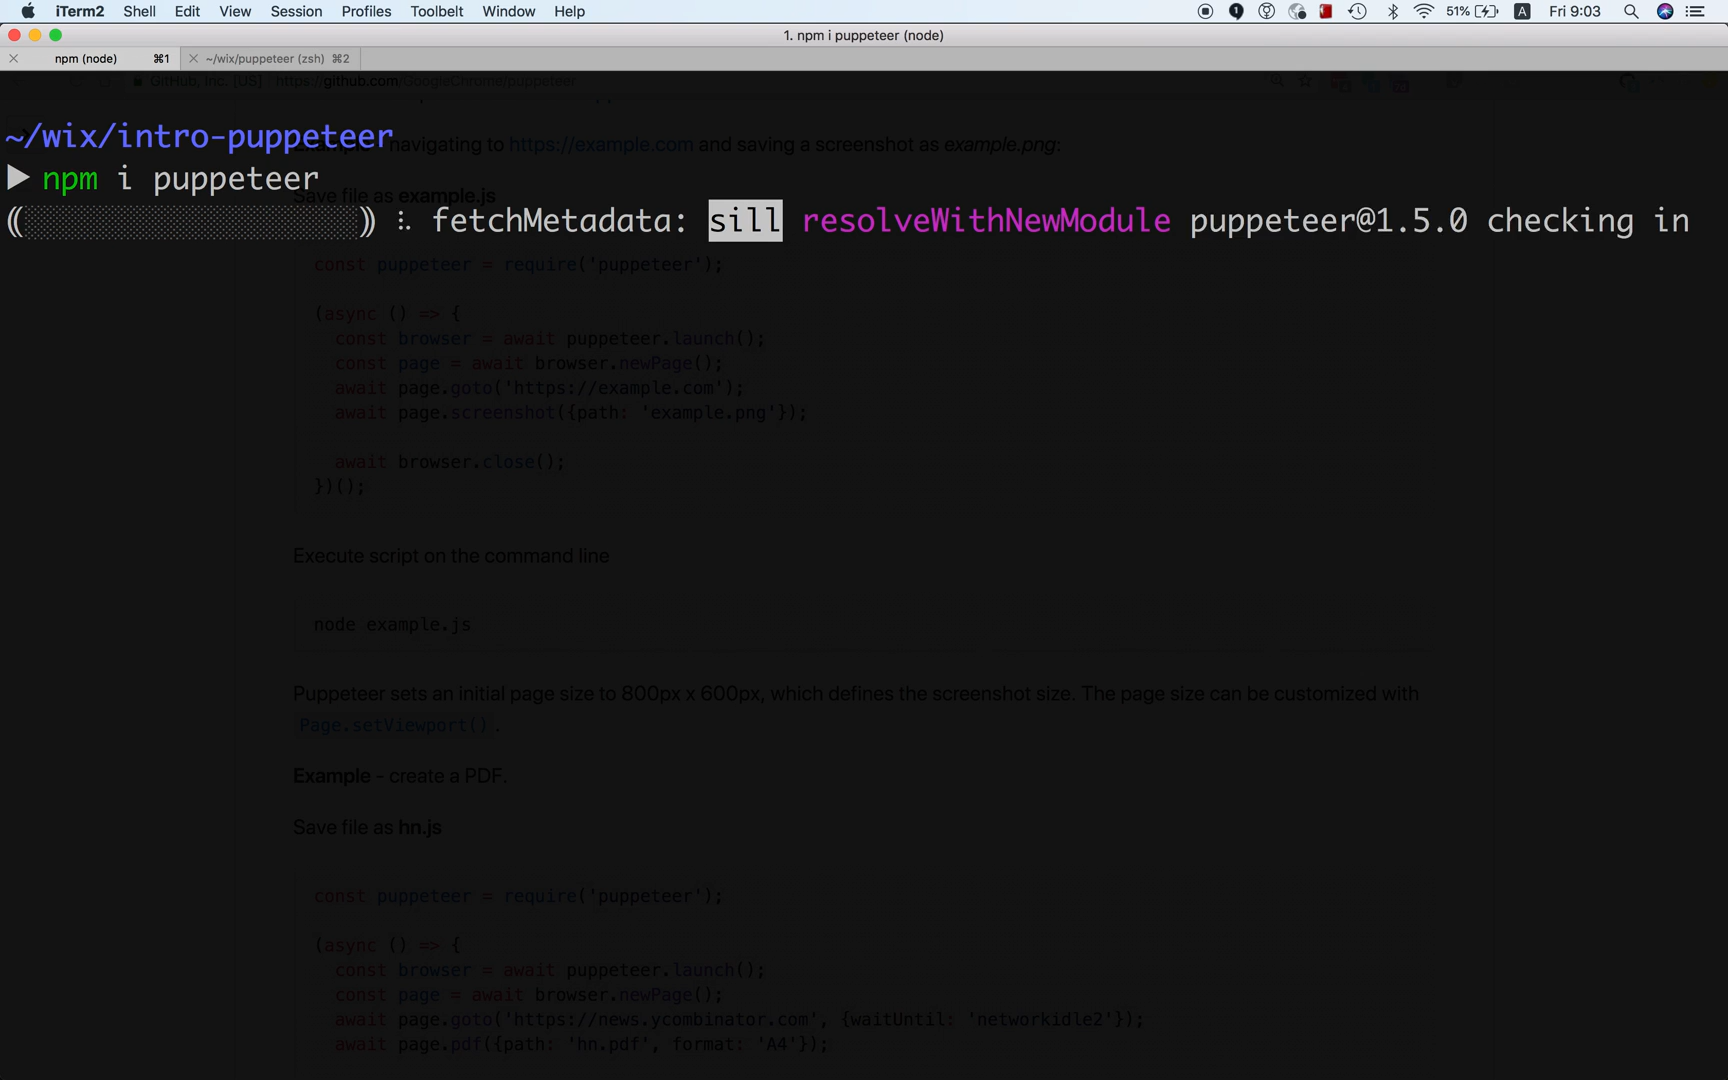 iTerm2 Shell Edit View Session Profiles Toolbelt Window Help 51% A Fri 9:03
1. npm i puppeteer (node)
npm (node) ⌘1 ~/wix/puppeteer (zsh) ⌘2
GitHub, Inc. [US] https://github.com/GoogleChrome/puppeteer
~/wix/intro-puppeteer
navigating to https://example.com and saving a screenshot as example.png:
▶ npm i puppeteer
Save file as example.js
fetchMetadata: sill resolveWithNewModule puppeteer@1.5.0 checking in
const puppeteer = require('puppeteer');
(async () => {
const browser = await puppeteer.launch();
const page = await browser.newPage();
await page.goto('https://example.com');
await page.screenshot({path: 'example.png'});
await browser.close();
})();
Execute script on the command line
node example.js
Puppeteer sets an initial page size to 800px x 600px, which defines the screenshot size. The page size can be customized with
Page.setViewport().
Example - create a PDF.
Save file as hn.js
const puppeteer = require('puppeteer');
(async () => {
const browser = await puppeteer.launch();
const page = await browser.newPage();
await page.goto('https://news.ycombinator.com', {waitUntil: 'networkidle2'});
await page.pdf({path: 'hn.pdf', format: 'A4'});